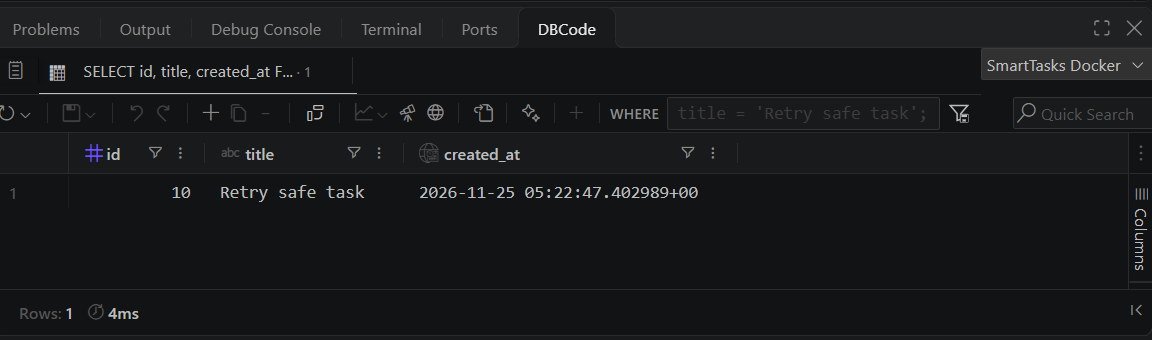 Problems Output Debug Console Terminal Ports DBCode
SELECT id, title, created_at F... · 1
SmartTasks Docker
WHERE title = 'Retry safe task'; Quick Search
# id abc title created_at
1 10 Retry safe task 2026-11-25 05:22:47.402989+00
Columns
Rows: 1 4ms